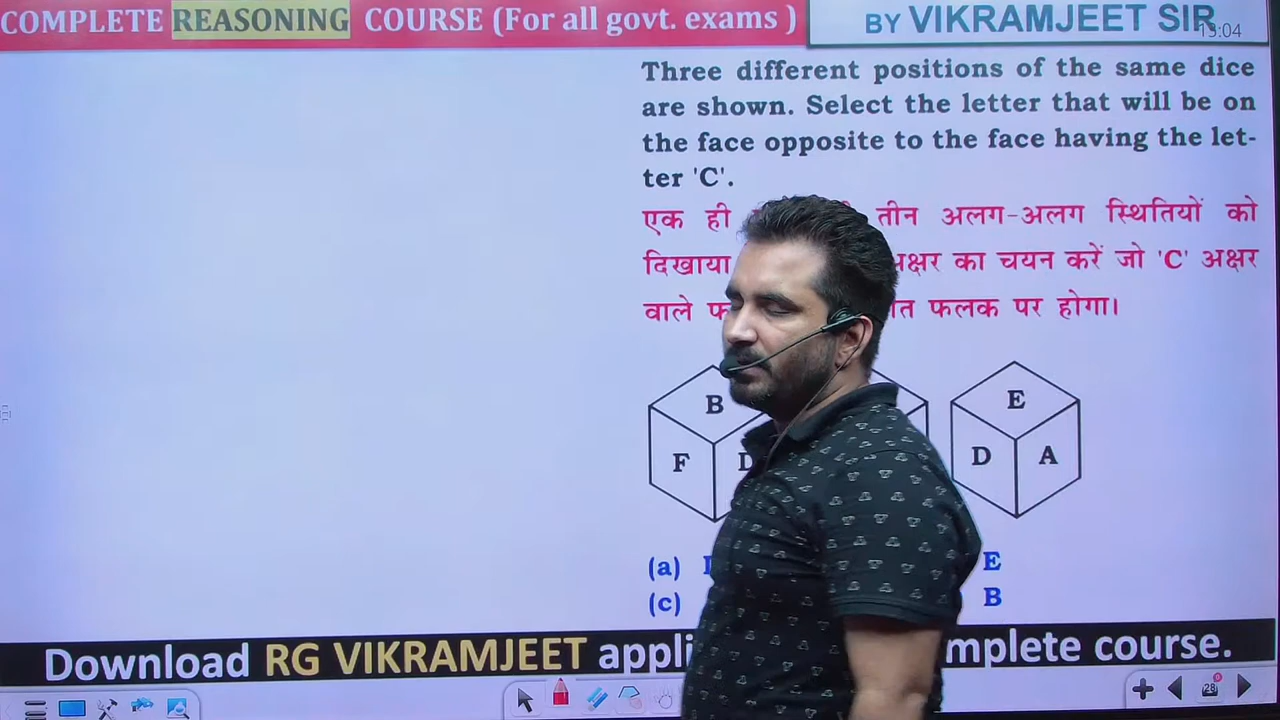 COMPLETE REASONING COURSE (For all govt. exams )
BY VIKRAMJEET SIR
13:04
Three different positions of the same dice
are shown. Select the letter that will be on
the face opposite to the face having the let-
ter 'C'.
एक ही तीन अलग-अलग स्थितियों को
दिखाया अक्षर का चयन करें जो 'C' अक्षर
वाले फलक पर होगा।
B
F
E
D A
(a) E
(c) B
Download RG VIKRAMJEET course.
28